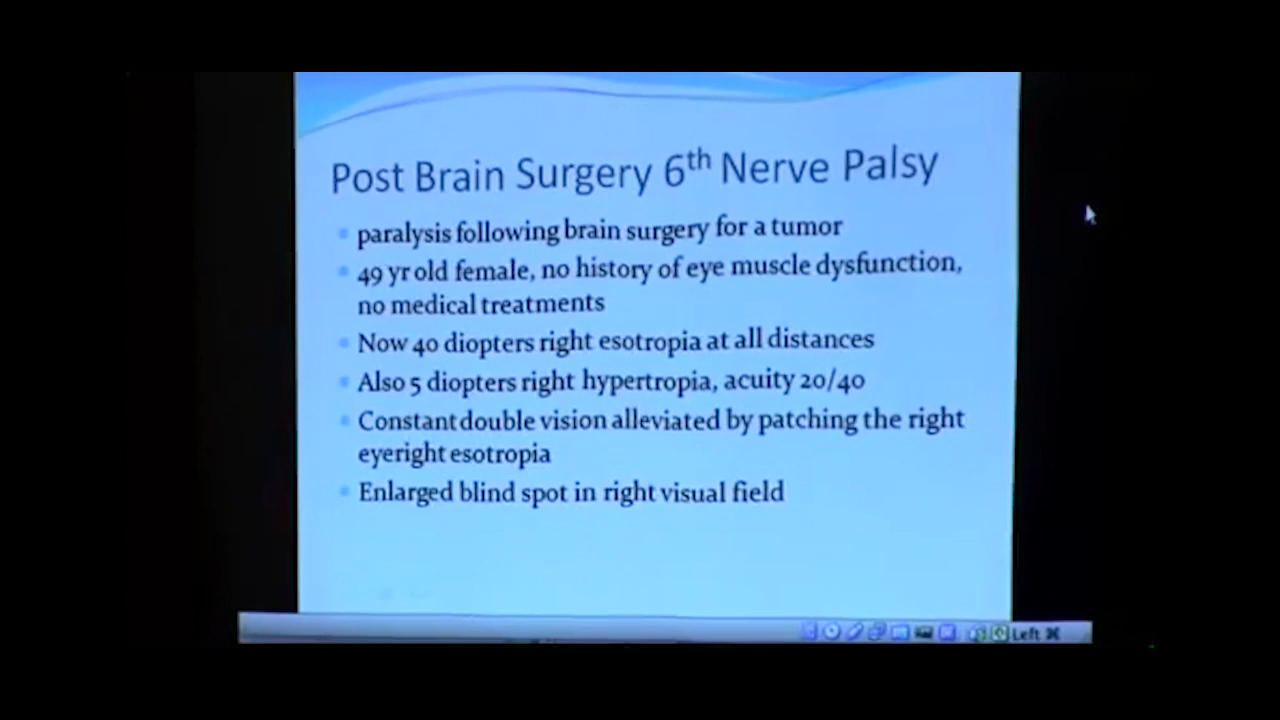 Post Brain Surgery 6th Nerve Palsy
paralysis following brain surgery for a tumor
49 yr old female, no history of eye muscle dysfunction,
no medical treatments
Now 40 diopters right esotropia at all distances
Also 5 diopters right hypertropia, acuity 20/40
Constant double vision alleviated by patching the right
eyeright esotropia
Enlarged blind spot in right visual field
Left ⌘